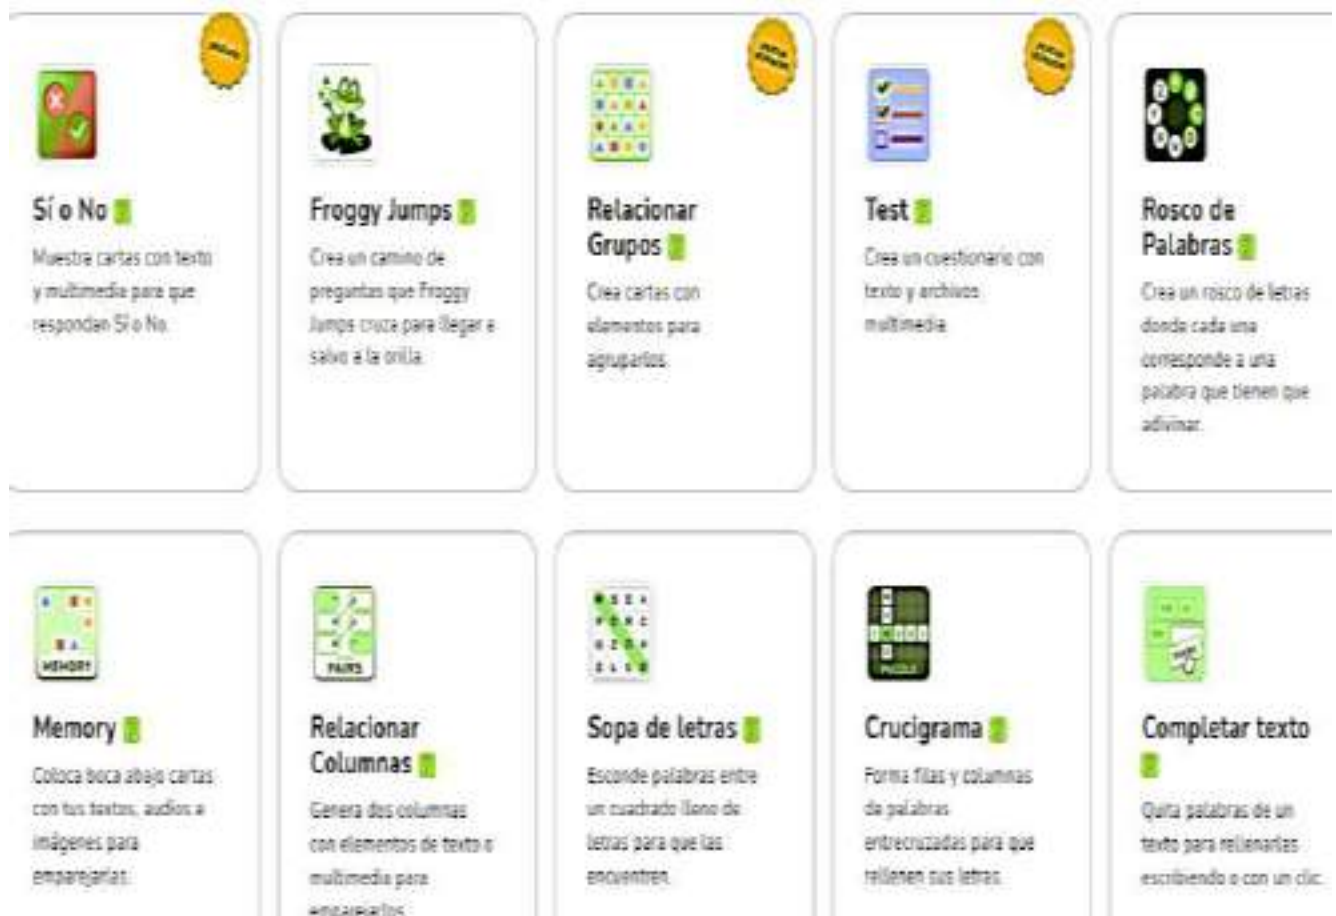 Sí o No
Muestra cartas con texto
y multimedia para que
respondan Sí o No.
Froggy Jumps
Crea un camino de
preguntas que Froggy
Jumps cruza para llegar a
salvo a la orilla.
Relacionar
Grupos
Crea cartas con
elementos para
agruparlos.
Test
Crea un cuestionario con
texto y archivos
multimedia.
Rosco de
Palabras
Crea un rosco de letras
donde cada una
corresponde a una
palabra que tienen que
adivinar.
MEMORY
Memory
Coloca boca abajo cartas
con tus textos, audios e
imágenes para
emparejarlas.
PAIRS
Relacionar
Columnas
Genera dos columnas
con elementos de texto o
multimedia para
emparejarlos.
Sopa de letras
Esconde palabras entre
un cuadrado lleno de
letras para que las
encuentren.
PUZZLE
Crucigrama
Forma filas y columnas
de palabras
entrecruzadas para que
rellenen sus letras.
Completar texto
Quita palabras de un
texto para rellenarlas
escribiendo o con un clic.